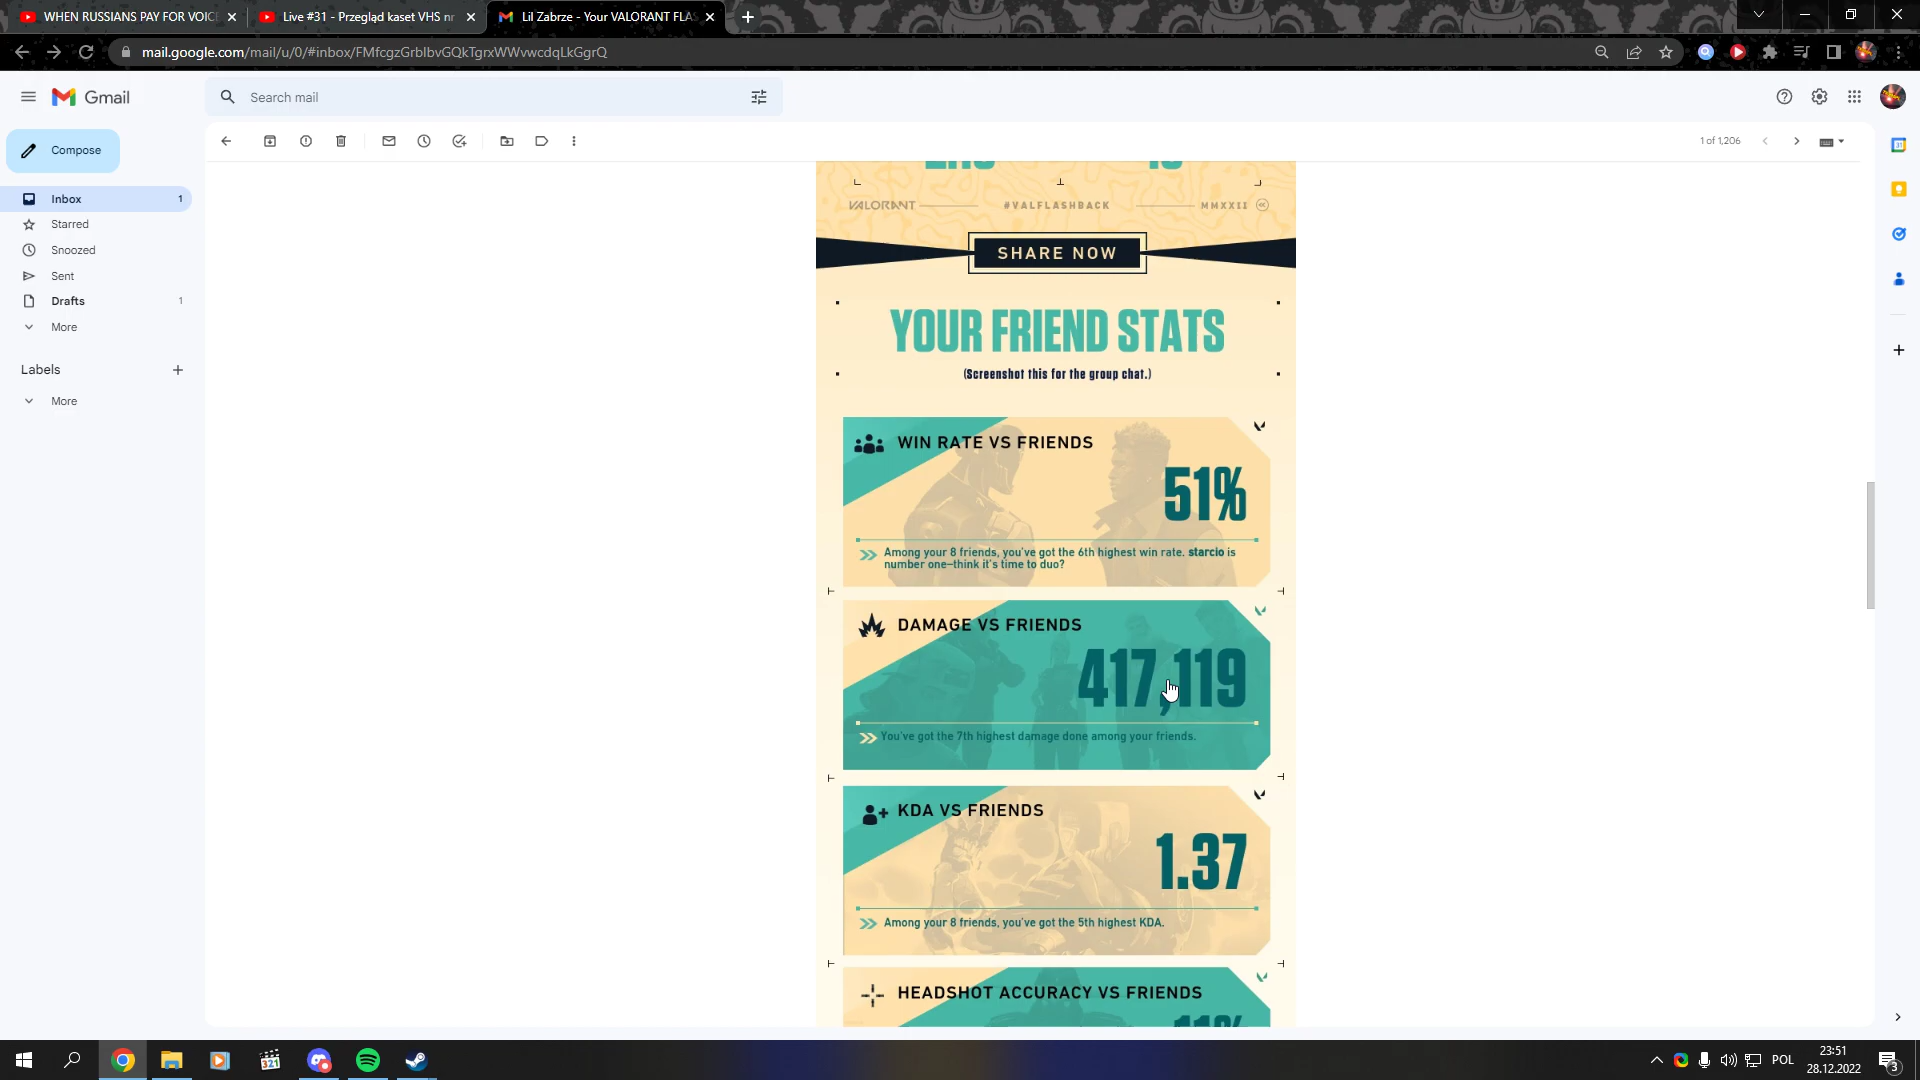 WHEN RUSSIANS PAY FOR VOICE
Live #31 - Przegląd kaset VHS nr
Lil Zabrze - Your VALORANT FLAS
mail.google.com/mail/u/0/#inbox/FMfcgzGrblbvGQkTgrxWWvwcdqLkGgrQ
Gmail
Search mail
Compose
1 of 1,206
Inbox 1
Starred
Snoozed
Sent
Drafts 1
More
Labels
More
VALORANT
#VALFLASHBACK
MMXXII
SHARE NOW
YOUR FRIEND STATS
(Screenshot this for the group chat.)
WIN RATE VS FRIENDS
51%
Among your 8 friends, you've got the 6th highest win rate. starcio is
number one—think it's time to duo?
DAMAGE VS FRIENDS
417,119
You've got the 7th highest damage done among your friends.
KDA VS FRIENDS
1.37
Among your 8 friends, you've got the 5th highest KDA.
HEADSHOT ACCURACY VS FRIENDS
321
POL
23:51
28.12.2022
3